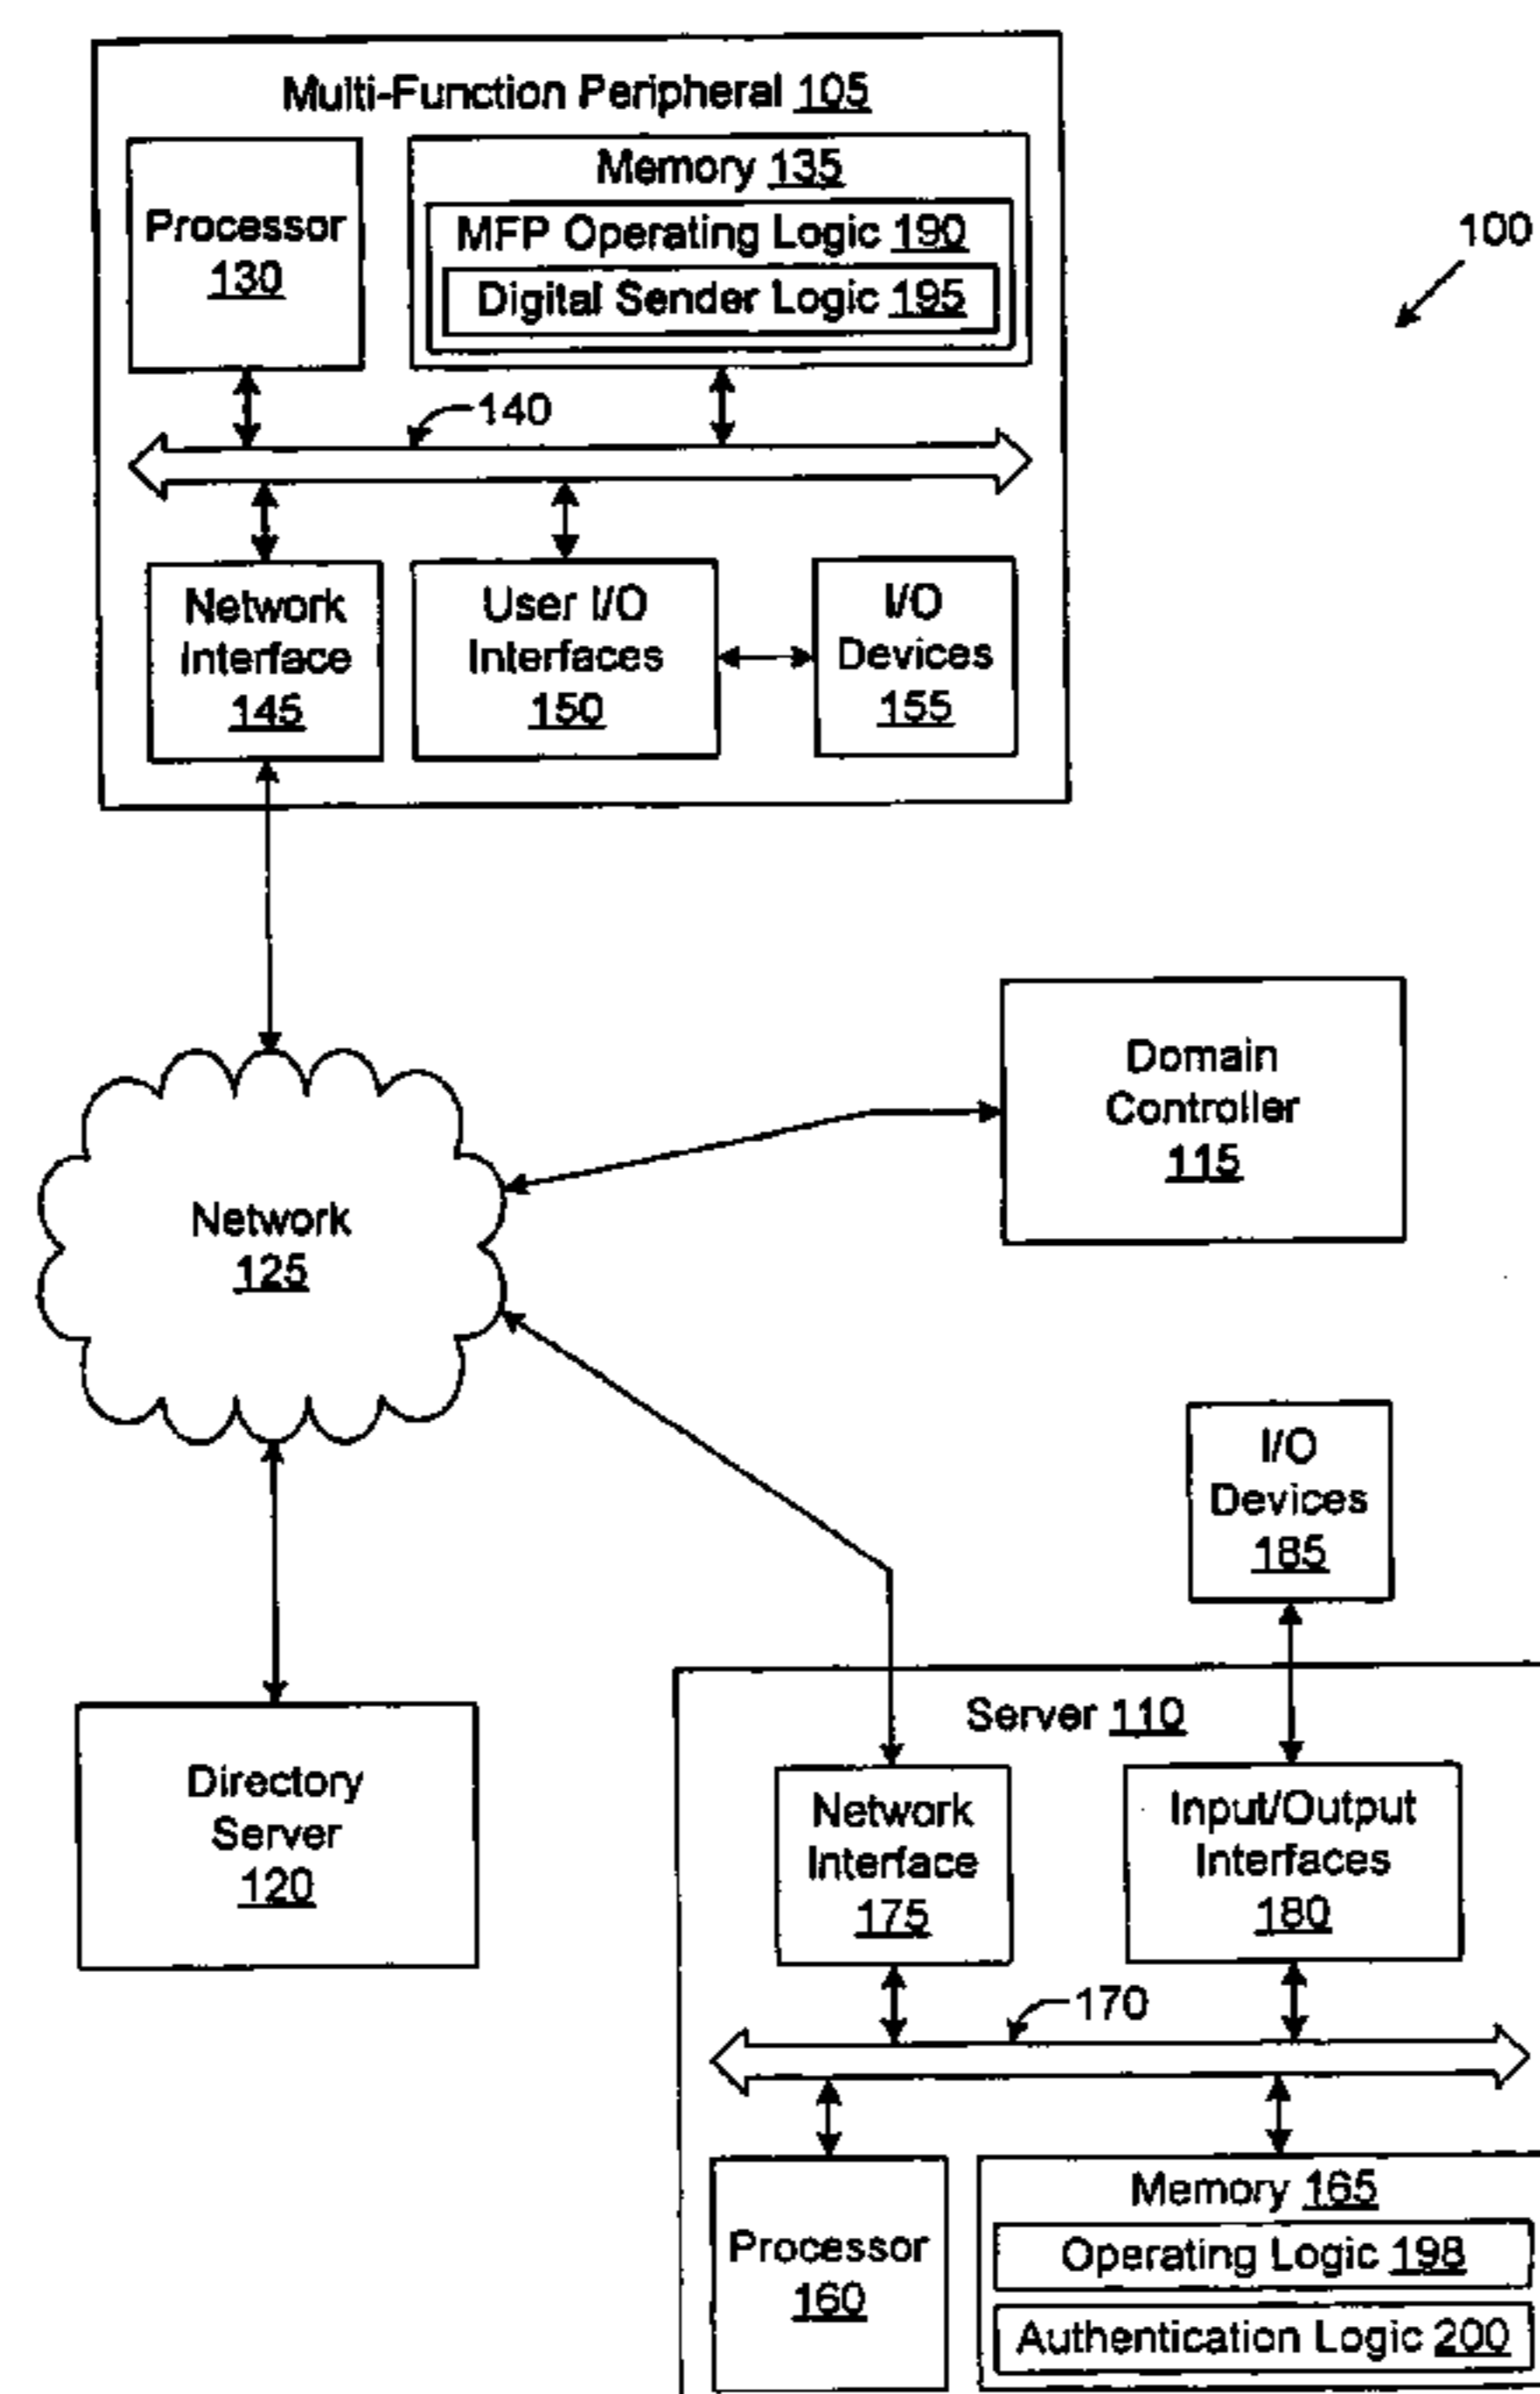 Multi-Function Peripheral 105
Processor
130
Memory 135
MFP Operating Logic 190
Digital Sender Logic 195
100
140
Network
Interface
145
User I/O
Interfaces
150
I/O
Devices
155
Domain
Controller
115
Network
125
I/O
Devices
185
Server 110
Directory
Server
120
Network
Interface
175
Input/Output
Interfaces
180
170
Processor
160
Memory 165
Operating Logic 198
Authentication Logic 200